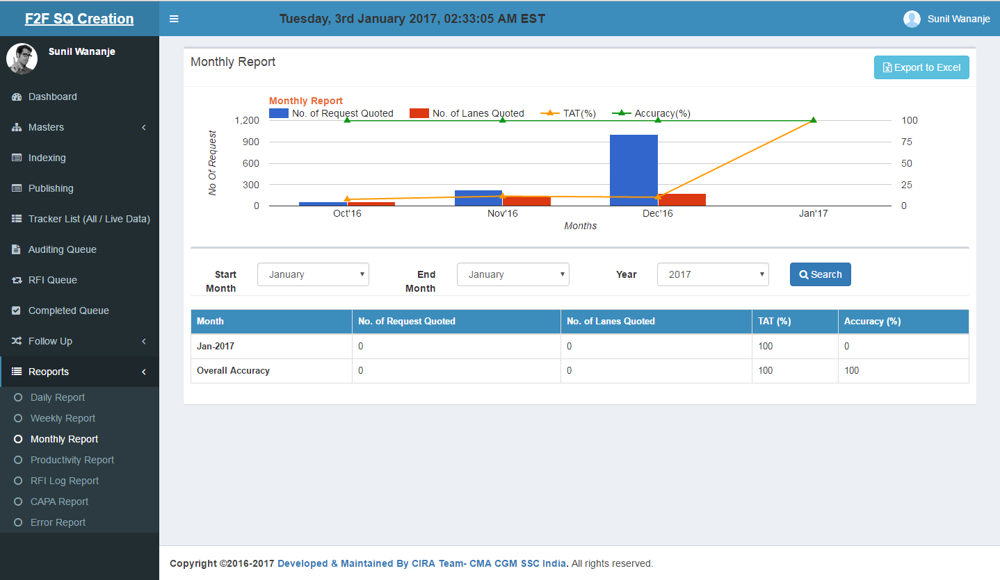 F2F SQ Creation
Tuesday, 3rd January 2017, 02:33:05 AM EST
Sunil Wananje
Sunil Wananje
Dashboard
Masters
Indexing
Publishing
Tracker List (All / Live Data)
Auditing Queue
RFI Queue
Completed Queue
Follow Up
Reoports
Daily Report
Weekly Report
Monthly Report
Productivity Report
RFI Log Report
CAPA Report
Error Report
Monthly Report
Export to Excel
Monthly Report
No. of Request Quoted No. of Lanes Quoted TAT(%) Accuracy(%)
1,200 100
900 75
600 50
300 25
0 0
No Of Request
Oct'16 Nov'16 Dec'16 Jan'17
Months
Start Month January End Month January Year 2017 Search
Month No. of Request Quoted No. of Lanes Quoted TAT (%) Accuracy (%)
Jan-2017 0 0 100 0
Overall Accuracy 0 0 100 100
Copyright ©2016-2017 Developed & Maintained By CIRA Team- CMA CGM SSC India. All rights reserved.